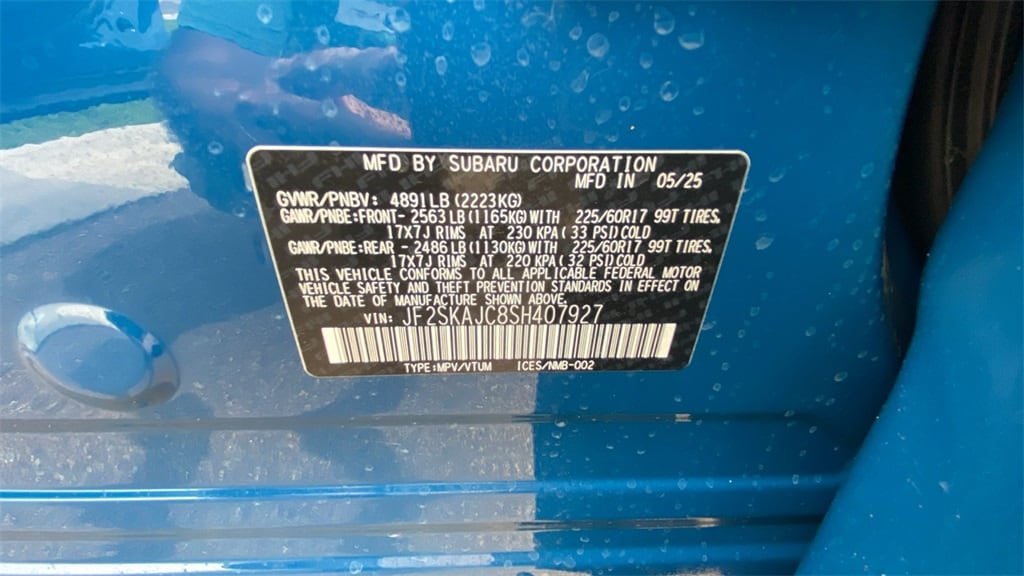 MFD BY SUBARU CORPORATION
MFD IN 05/25
GVWR/PNBV: 4891LB(2223KG)
GAWR/PNBE:FRONT- 2563LB(1165KG)WITH 225/60R17 99T TIRES.
17X7J RIMS AT 230 KPA( 33 PSI)COLD
GAWR/PNBE:REAR - 2486LB(1130KG)WITH 225/60R17 99T TIRES.
17X7J RIMS AT 220 KPA( 32 PSI)COLD
THIS VEHICLE CONFORMS TO ALL APPLICABLE FEDERAL MOTOR
VEHICLE SAFETY AND THEFT PREVENTION STANDARDS IN EFFECT ON
THE DATE OF MANUFACTURE SHOWN ABOVE.
VIN: JF2SKAJC8SH407927
TYPE:MPV/VTUM ICES/NMB-002